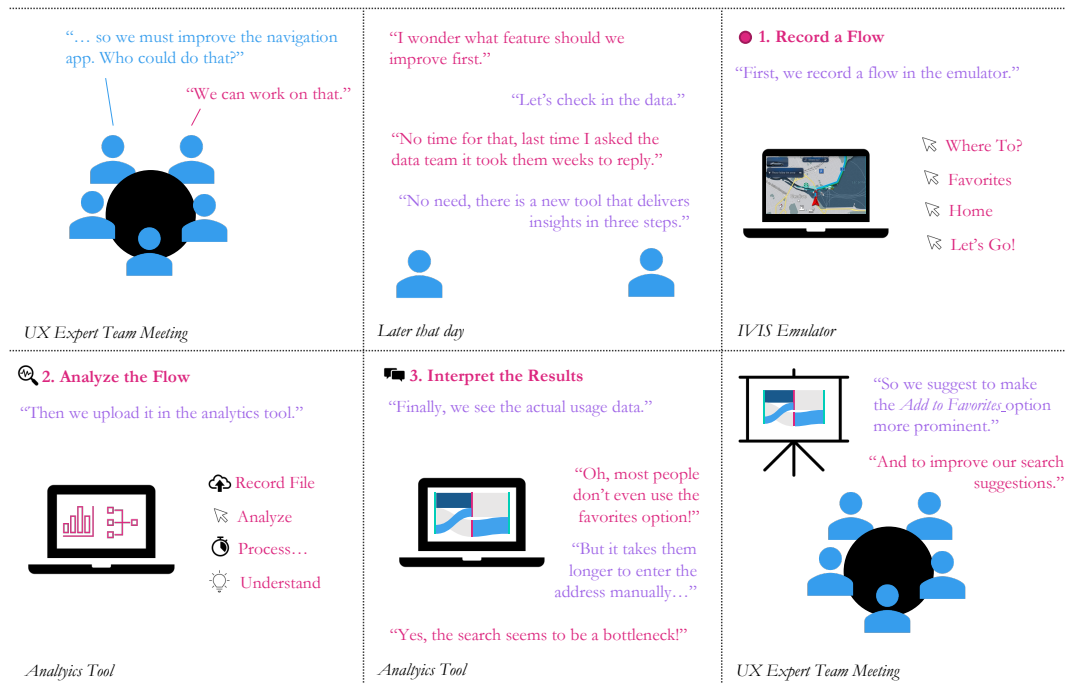 “… so we must improve the navigation
app. Who could do that?”
“We can work on that.”
UX Expert Team Meeting
“I wonder what feature should we
improve first.”
“Let’s check in the data.”
“No time for that, last time I asked the
data team it took them weeks to reply.”
“No need, there is a new tool that delivers
insights in three steps.”
Later that day
1. Record a Flow
“First, we record a flow in the emulator.”
Where To?
Favorites
Home
Let’s Go!
IVIS Emulator
2. Analyze the Flow
“Then we upload it in the analytics tool.”
Record File
Analyze
Process…
Understand
Analtyics Tool
3. Interpret the Results
“Finally, we see the actual usage data.”
“Oh, most people
don’t even use the
favorites option!”
“But it takes them
longer to enter the
address manually…”
“Yes, the search seems to be a bottleneck!”
Analtyics Tool
“So we suggest to make
the Add to Favorites option
more prominent.”
“And to improve our search
suggestions.”
UX Expert Team Meeting